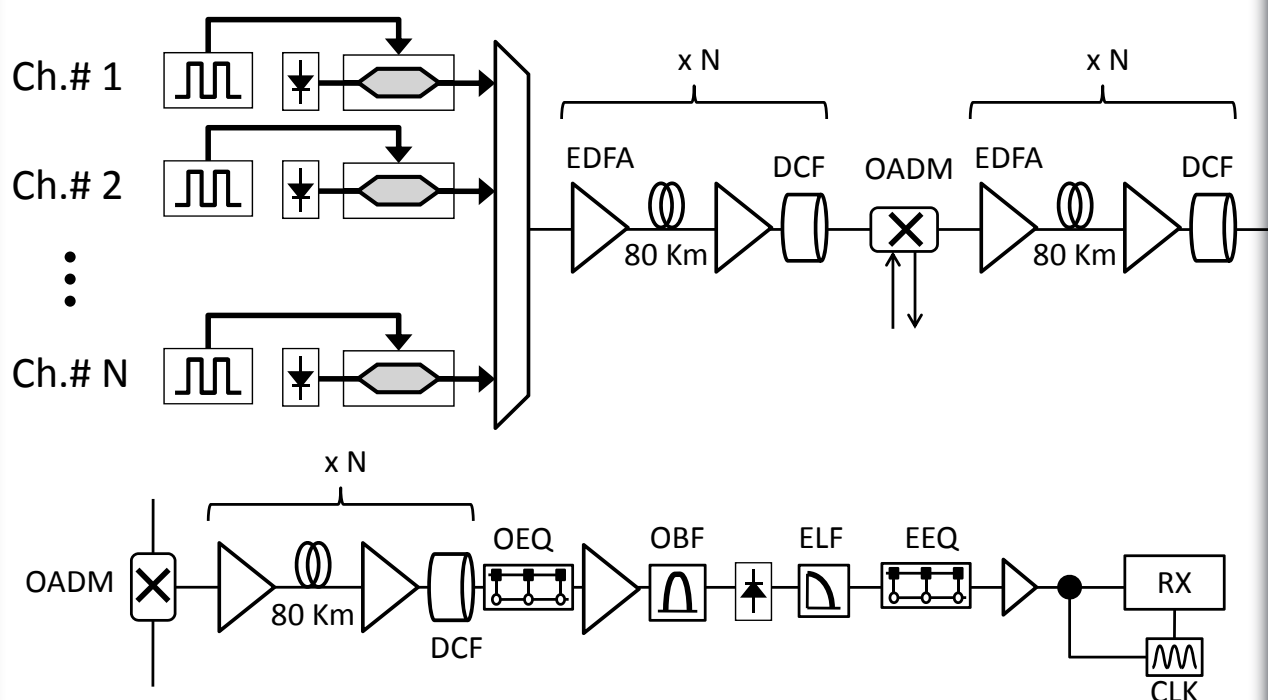 Ch.# 1
Ch.# 2
Ch.# N
x N
EDFA
80 Km
DCF
OADM
x N
EDFA
80 Km
DCF
OADM
x N
80 Km
DCF
OEQ
OBF
ELF
EEQ
RX
CLK